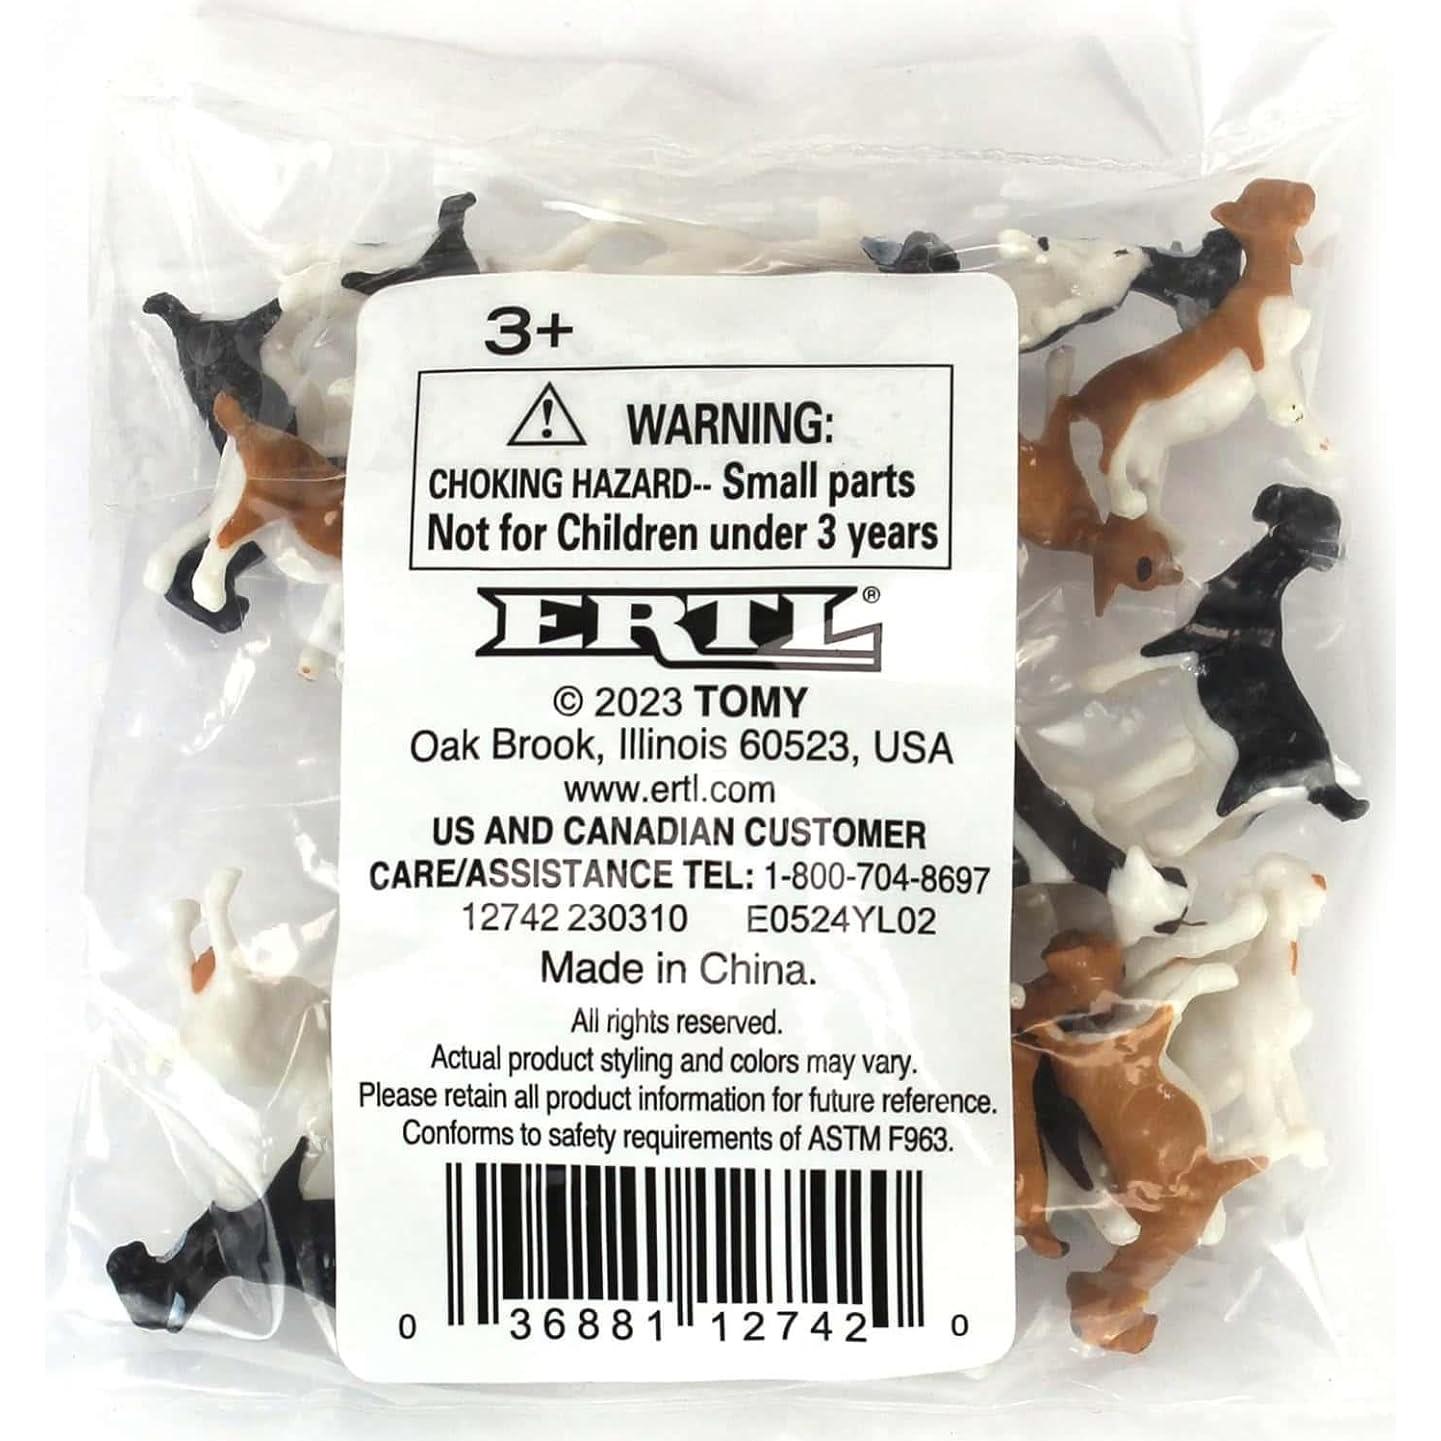 3+
WARNING:
CHOKING HAZARD-- Small parts
Not for Children under 3 years
ERTL®
© 2023 TOMY
Oak Brook, Illinois 60523, USA
www.ertl.com
US AND CANADIAN CUSTOMER
CARE/ASSISTANCE TEL: 1-800-704-8697
12742 230310 E0524YL02
Made in China.
All rights reserved.
Actual product styling and colors may vary.
Please retain all product information for future reference.
Conforms to safety requirements of ASTM F963.
0 36881 12742 0